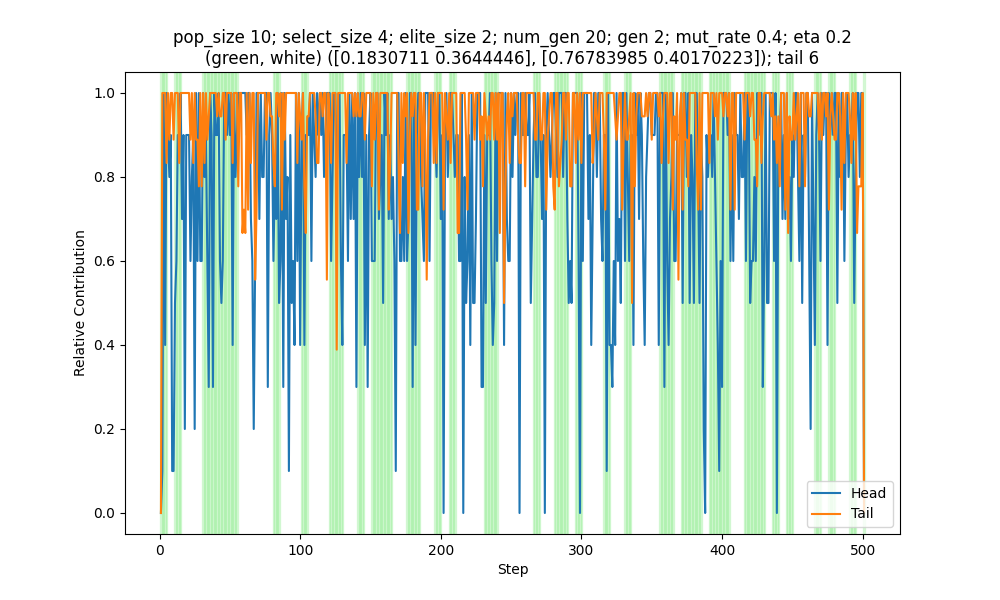 pop_size 10; select_size 4; elite_size 2; num_gen 20; gen 2; mut_rate 0.4; eta 0.2
(green, white) ([0.1830711 0.3644446], [0.76783985 0.40170223]); tail 6
1.0
0.8
0.6
0.4
0.2
0.0
Relative Contribution
Head
Tail
0
100
200
300
400
500
Step